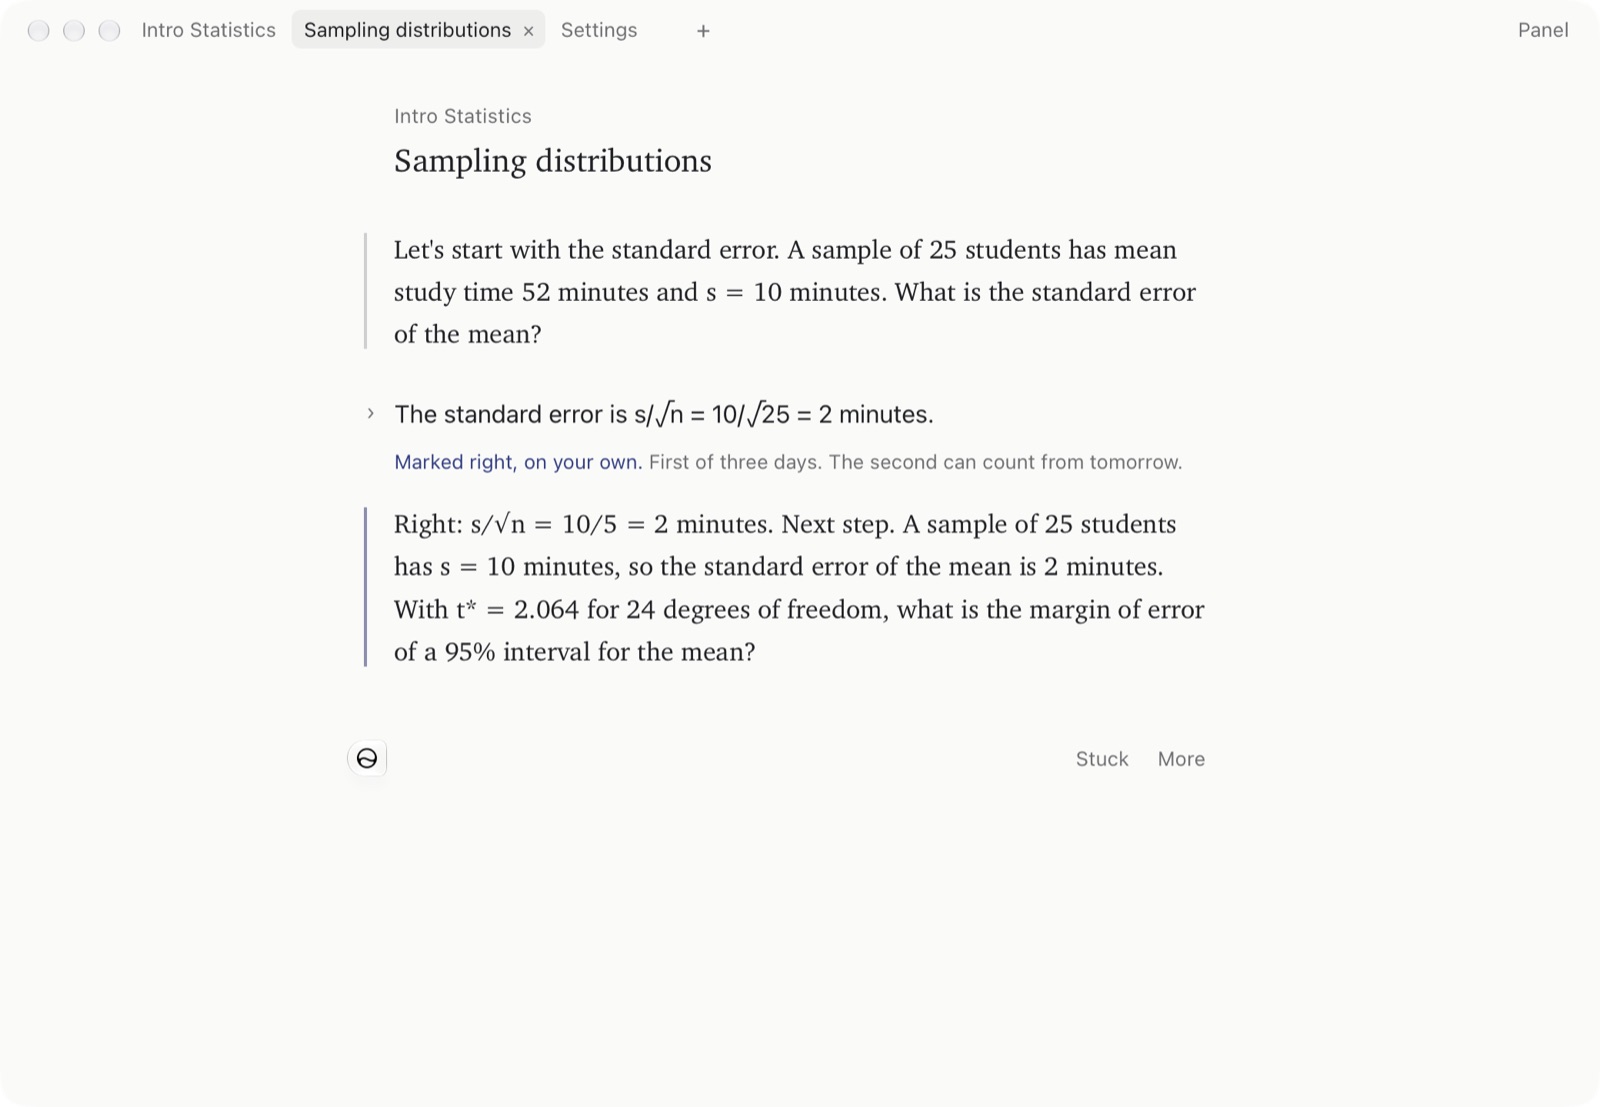 Intro Statistics
Sampling distributions ×
Settings
+
Panel
Intro Statistics
Sampling distributions
Let's start with the standard error. A sample of 25 students has mean
study time 52 minutes and s = 10 minutes. What is the standard error
of the mean?
› The standard error is s/√n = 10/√25 = 2 minutes.
Marked right, on your own. First of three days. The second can count from tomorrow.
Right: s/√n = 10/5 = 2 minutes. Next step. A sample of 25 students
has s = 10 minutes, so the standard error of the mean is 2 minutes.
With t* = 2.064 for 24 degrees of freedom, what is the margin of error
of a 95% interval for the mean?
Stuck
More